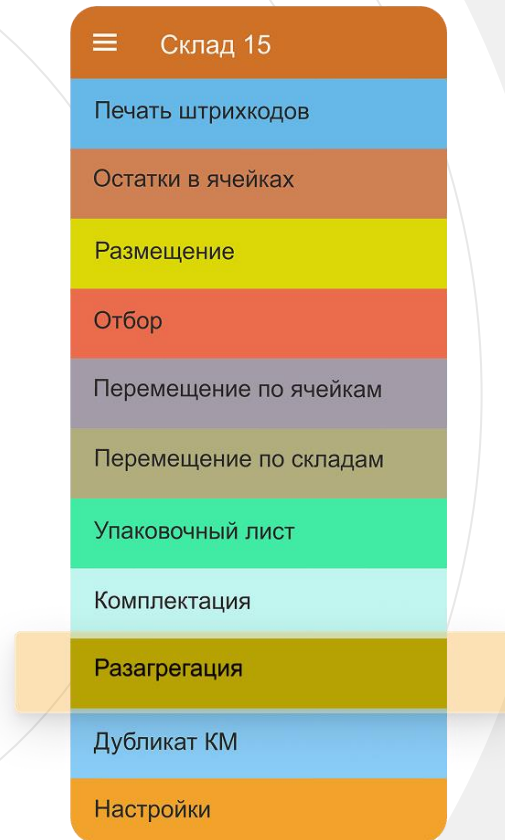 Склад 15
Печать штрихкодов
Остатки в ячейках
Размещение
Отбор
Перемещение по ячейкам
Перемещение по складам
Упаковочный лист
Комплектация
Разагрегация
Дубликат КМ
Настройки